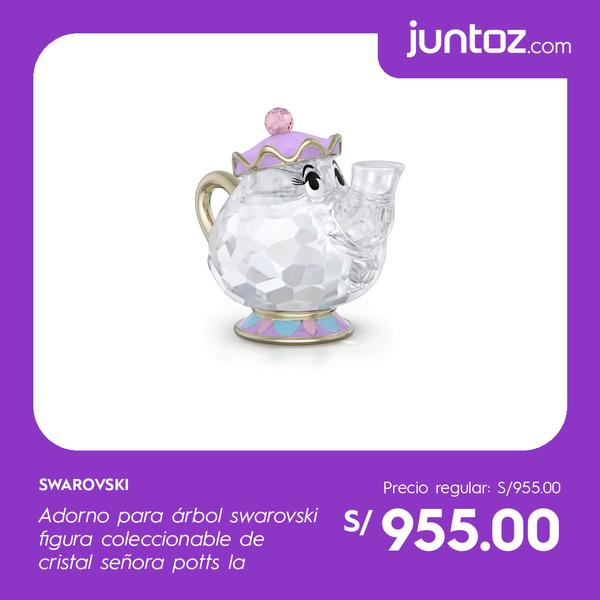 juntoz.com
SWAROVSKI
Adorno para árbol swarovski
figura coleccionable de
cristal señora potts la
Precio regular: S/955.00
S/ 955.00